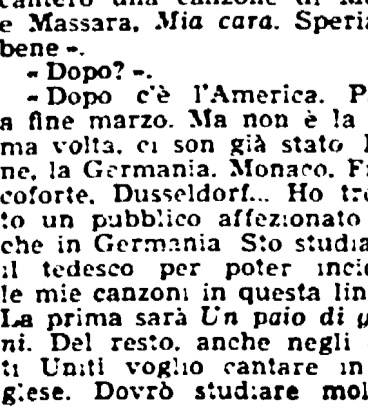 canterò una canzone di
e Massara, Mia cara. Speria
bene -.
- Dopo? -.
- Dopo c'è l'America. P
a fine marzo. Ma non è la
ma volta, ci son già stato
ne, la Germania. Monaco, F
coforte, Dusseldorf... Ho tro
to un pubblico affezionato
che in Germania Sto studia
il tedesco per poter inci
le mie canzoni in questa lin
La prima sarà Un paio di
ni. Del resto, anche negli
ti Uniti voglio cantare in
glese. Dovrò studiare mol